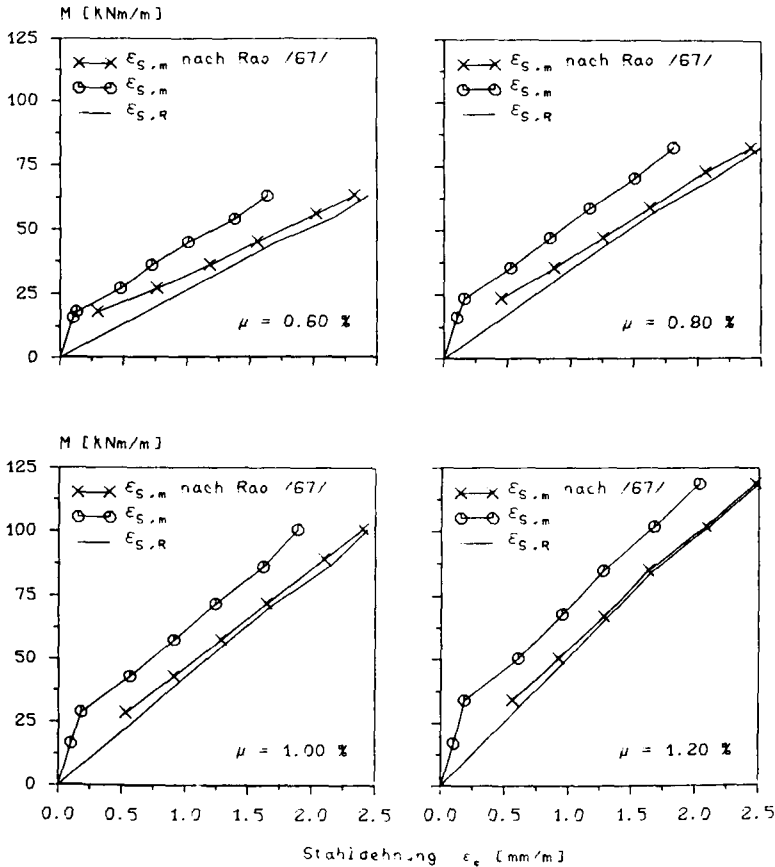 M [KNm/m]
125
100
75
50
25
0
εS,m nach Rao /67/
εS,m
εS,R
μ = 0.60 %
εS,m nach Rao /67/
εS,m
εS,R
μ = 0.80 %
M [KNm/m]
125
100
75
50
25
0
εS,m nach Rao /67/
εS,m
εS,R
μ = 1.00 %
εS,m nach /67/
εS,m
εS,R
μ = 1.20 %
0.0 0.5 1.0 1.5 2.0 2.5
0.0 0.5 1.0 1.5 2.0 2.5
Stahldehnung εs [mm/m]